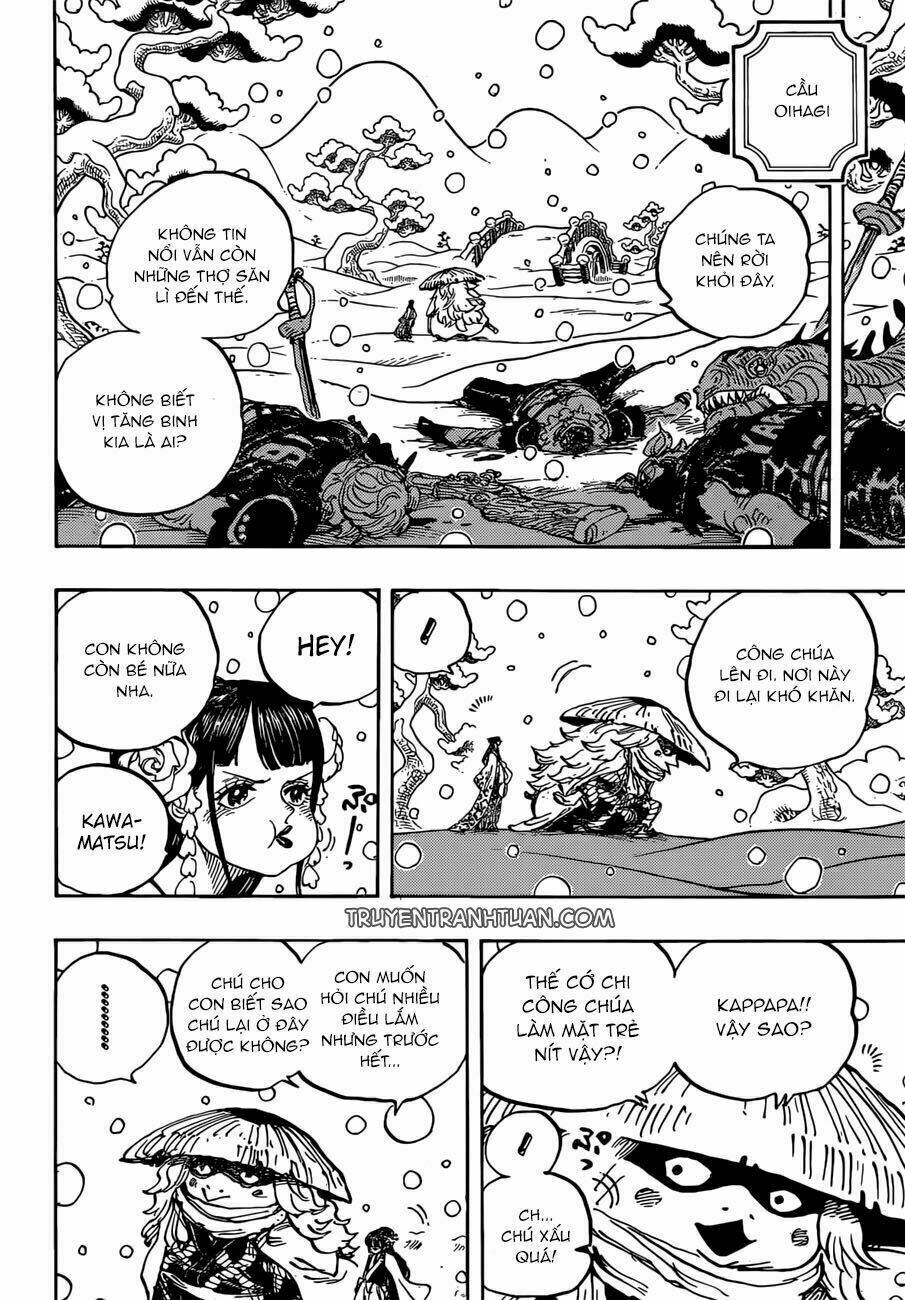 CẦU
OIHAGI
CHÚNG TA
NÊN RỜI
KHỎI ĐÂY.
KHÔNG TIN
NỔI VẪN CÒN
NHỮNG THỢ SĂN
LÌ ĐẾN THẾ.
KHÔNG BIẾT
VỊ TĂNG BINH
KIA LÀ AI?
CÔNG CHÚA
LÊN ĐI. NƠI NÀY
ĐI LẠI KHÓ KHĂN.
HEY!
CON KHÔNG
CÒN BÉ NỮA
NHA.
KAWA-
MATSU!
TRUYENTRANHTUAN.COM
KAPPAPA!!
VẬY SAO?
THẾ CỚ CHI
CÔNG CHÚA
LÀM MẶT TRẺ
NÍT VẬY?!
CH...
CHÚ XẤU
QUÁ!
CON MUỐN
HỎI CHÚ NHIỀU
ĐIỀU LẮM
NHƯNG TRƯỚC
HẾT...
CHÚ CHO
CON BIẾT SAO
CHÚ LẠI Ở ĐÂY
ĐƯỢC KHÔNG?